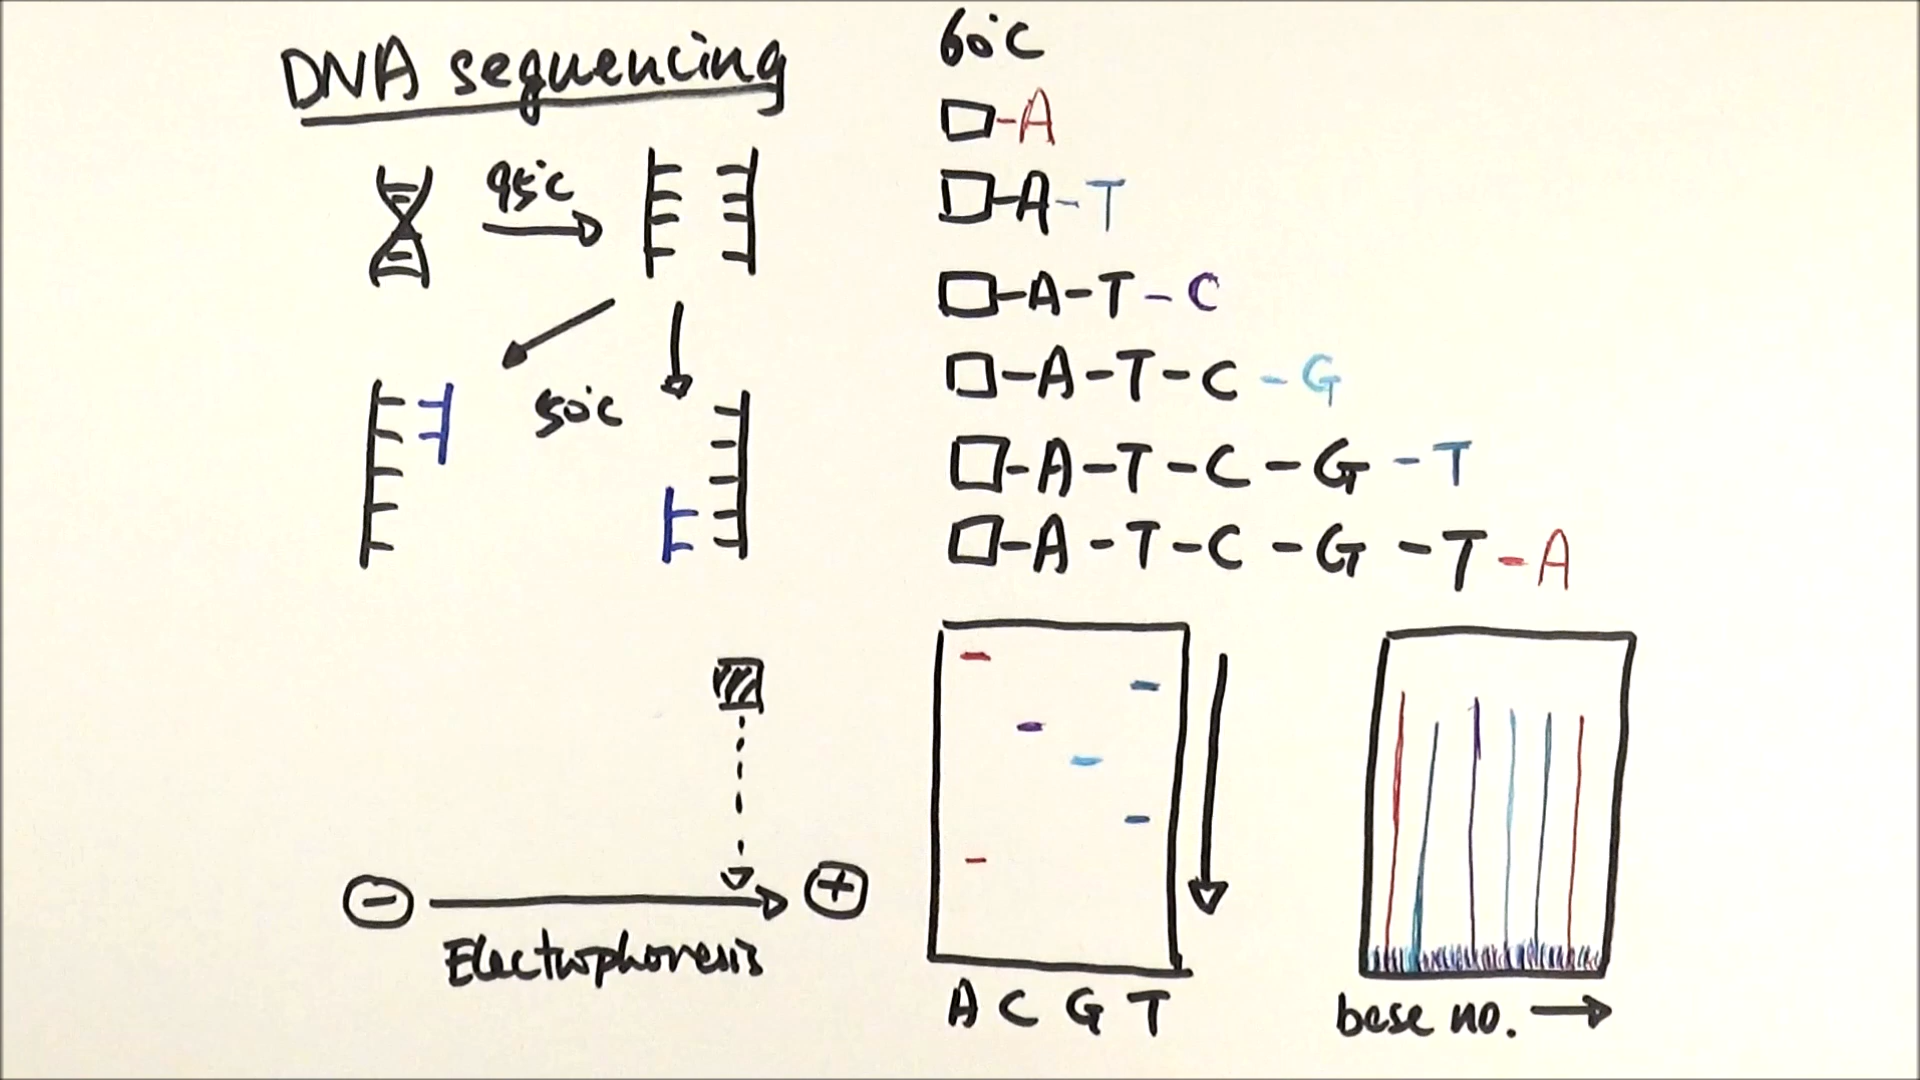 DNA sequencing
95°C
50°C
60°C
□-A
□-A-T
□-A-T-C
□-A-T-C-G
□-A-T-C-G-T
□-A-T-C-G-T-A
- +
Electrophoresis
A C G T
base no. →